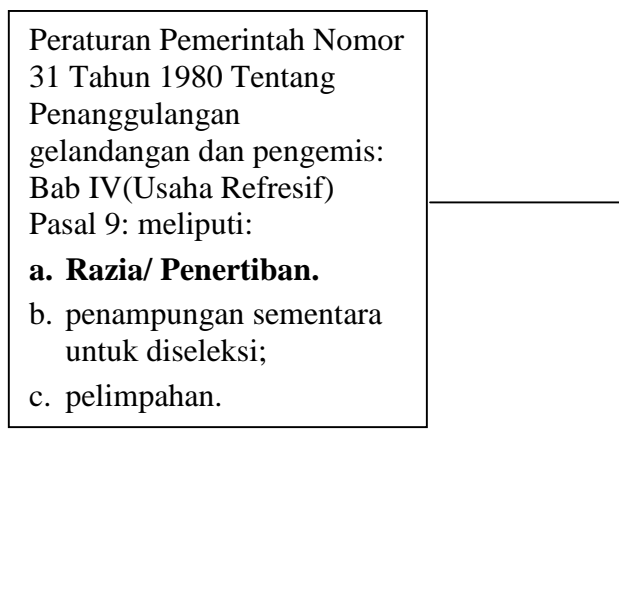 Peraturan Pemerintah Nomor
31 Tahun 1980 Tentang
Penanggulangan
gelandangan dan pengemis:
Bab IV(Usaha Refresif)
Pasal 9: meliputi:
a. Razia/ Penertiban.
b. penampungan sementara
untuk diseleksi;
c. pelimpahan.